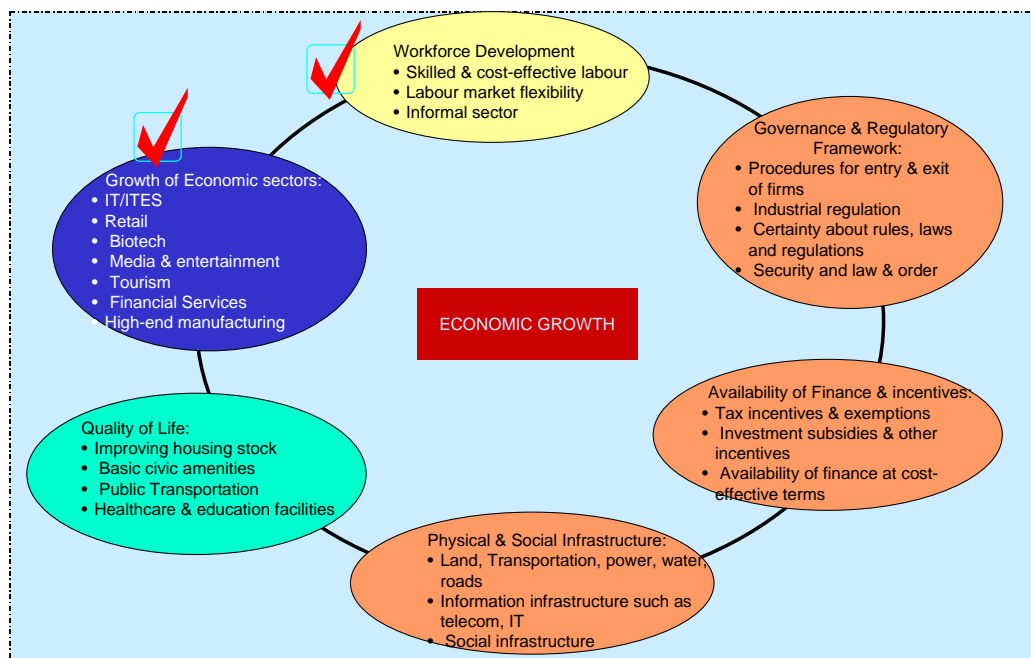 Workforce Development
• Skilled & cost-effective labour
• Labour market flexibility
• Informal sector
Governance & Regulatory
Framework:
• Procedures for entry & exit
of firms
• Industrial regulation
• Certainty about rules, laws
and regulations
• Security and law & order
Growth of Economic sectors:
• IT/ITES
• Retail
• Biotech
• Media & entertainment
• Tourism
• Financial Services
• High-end manufacturing
ECONOMIC GROWTH
Availability of Finance & incentives:
• Tax incentives & exemptions
• Investment subsidies & other
incentives
• Availability of finance at cost-
effective terms
Quality of Life:
• Improving housing stock
• Basic civic amenities
• Public Transportation
• Healthcare & education facilities
Physical & Social Infrastructure:
• Land, Transportation, power, water,
roads
• Information infrastructure such as
telecom, IT
• Social infrastructure